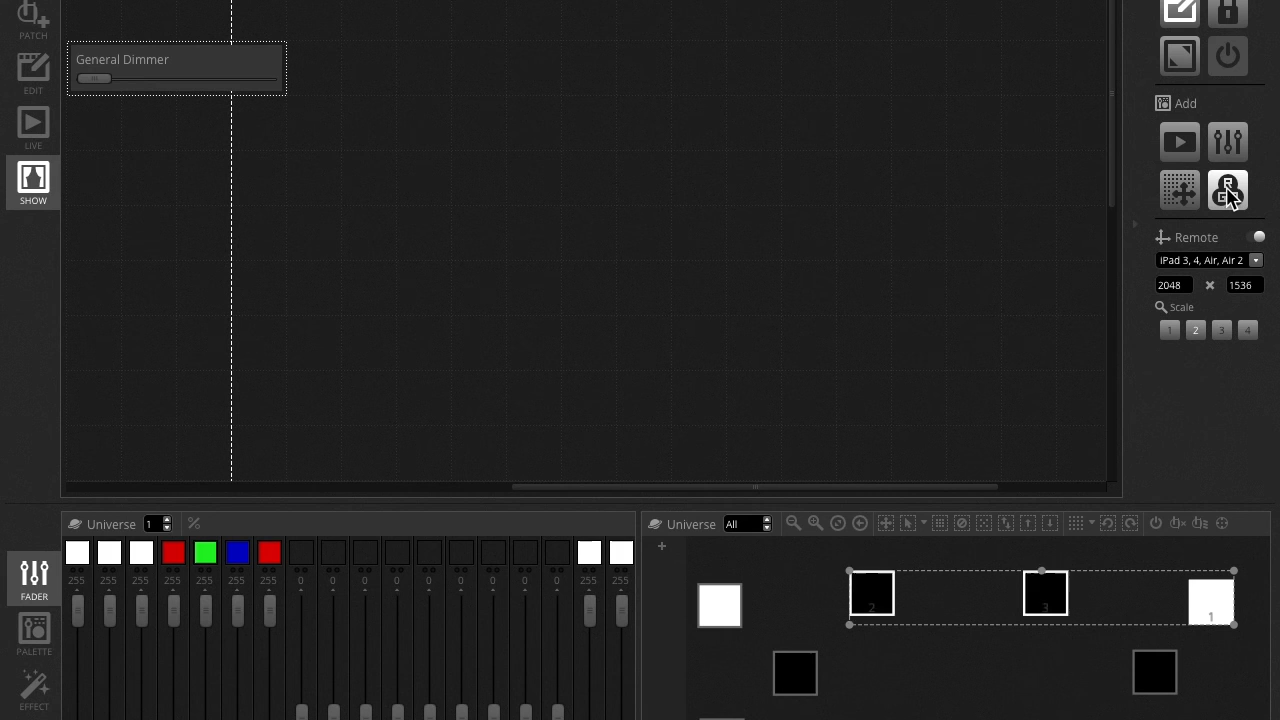 PATCH
General Dimmer
EDIT
LIVE
SHOW
Add
Remote
iPad 3, 4, Air, Air 2
2048 1536
Scale
1 2 3 4
Universe 1
255 255 255 255 255 255 255 0 0 0 0 0 0 0 0 0 255 255
FADER
PALETTE
EFFECT
Universe All
+
2 3 1